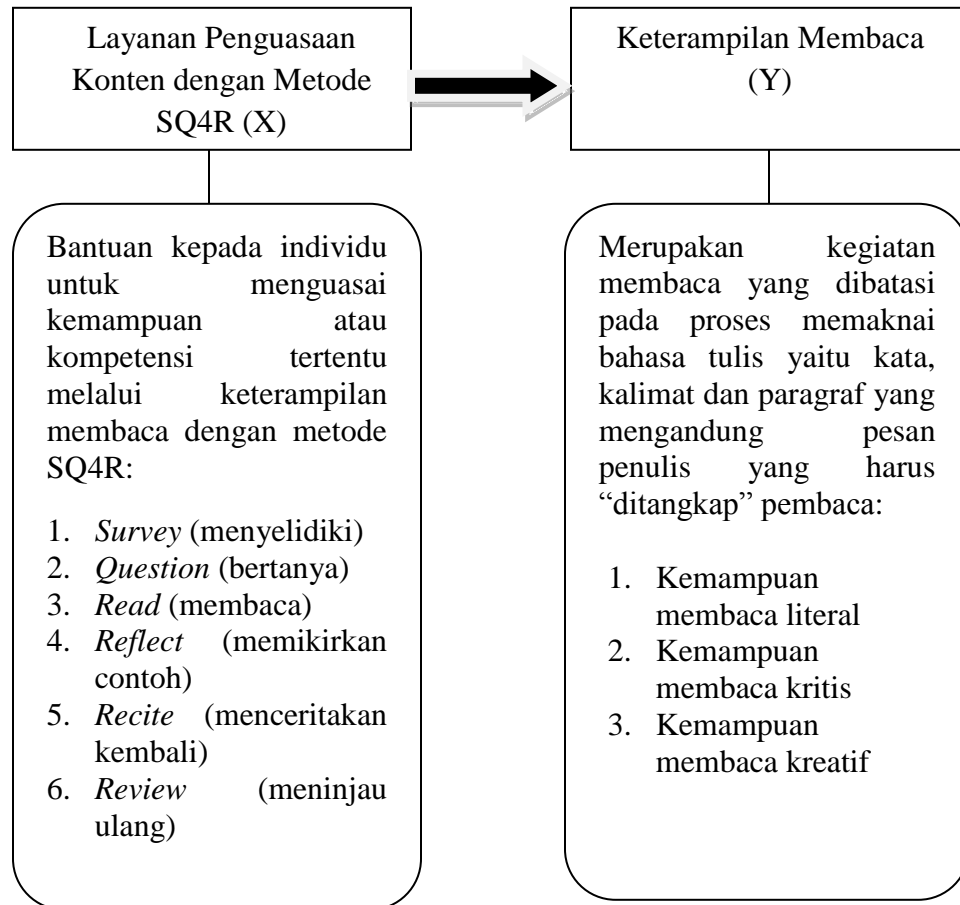 Layanan Penguasaan
Konten dengan Metode
SQ4R (X)
Keterampilan Membaca
(Y)
Bantuan kepada individu
untuk menguasai
kemampuan atau
kompetensi tertentu
melalui keterampilan
membaca dengan metode
SQ4R:
1. Survey (menyelidiki)
2. Question (bertanya)
3. Read (membaca)
4. Reflect (memikirkan
contoh)
5. Recite (menceritakan
kembali)
6. Review (meninjau
ulang)
Merupakan kegiatan
membaca yang dibatasi
pada proses memaknai
bahasa tulis yaitu kata,
kalimat dan paragraf yang
mengandung pesan
penulis yang harus
“ditangkap” pembaca:
1. Kemampuan
membaca literal
2. Kemampuan
membaca kritis
3. Kemampuan
membaca kreatif